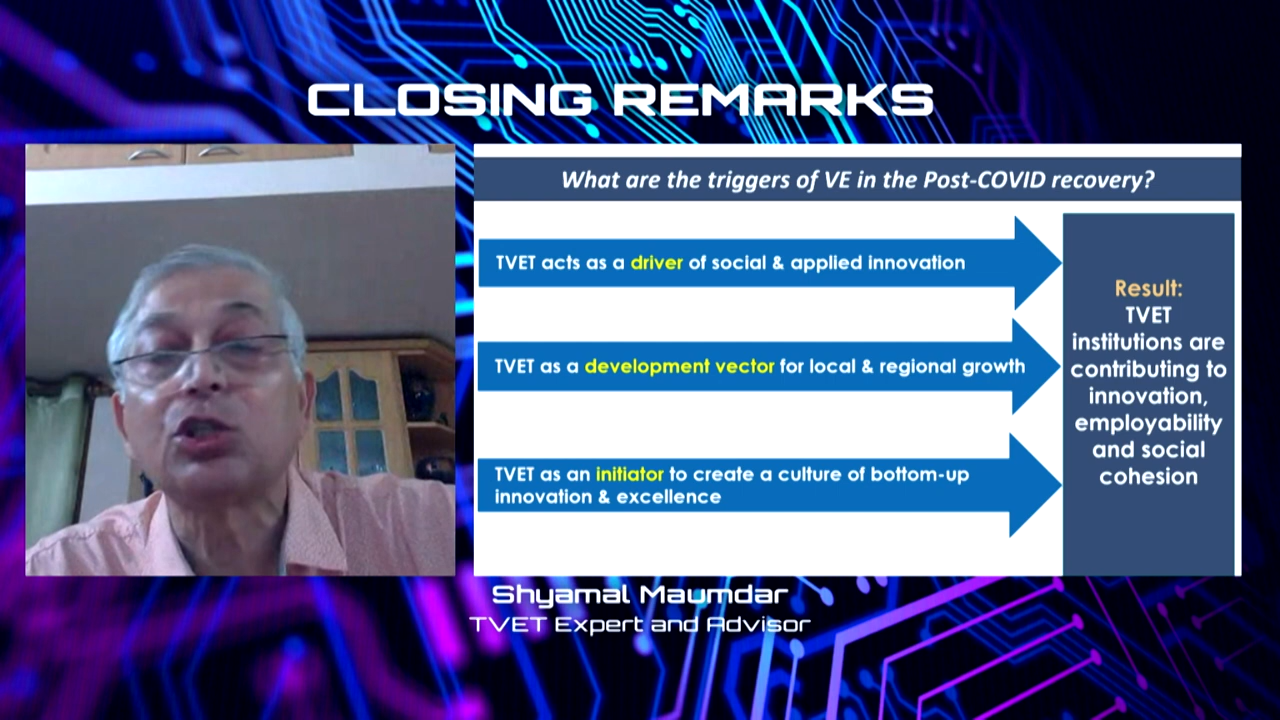 CLOSING REMARKS
What are the triggers of VE in the Post-COVID recovery?
TVET acts as a driver of social & applied innovation
TVET as a development vector for local & regional growth
TVET as an initiator to create a culture of bottom-up
innovation & excellence
Result:
TVET
institutions are
contributing to
innovation,
employability
and social
cohesion
Shyamal Maumdar
TVET Expert and Advisor